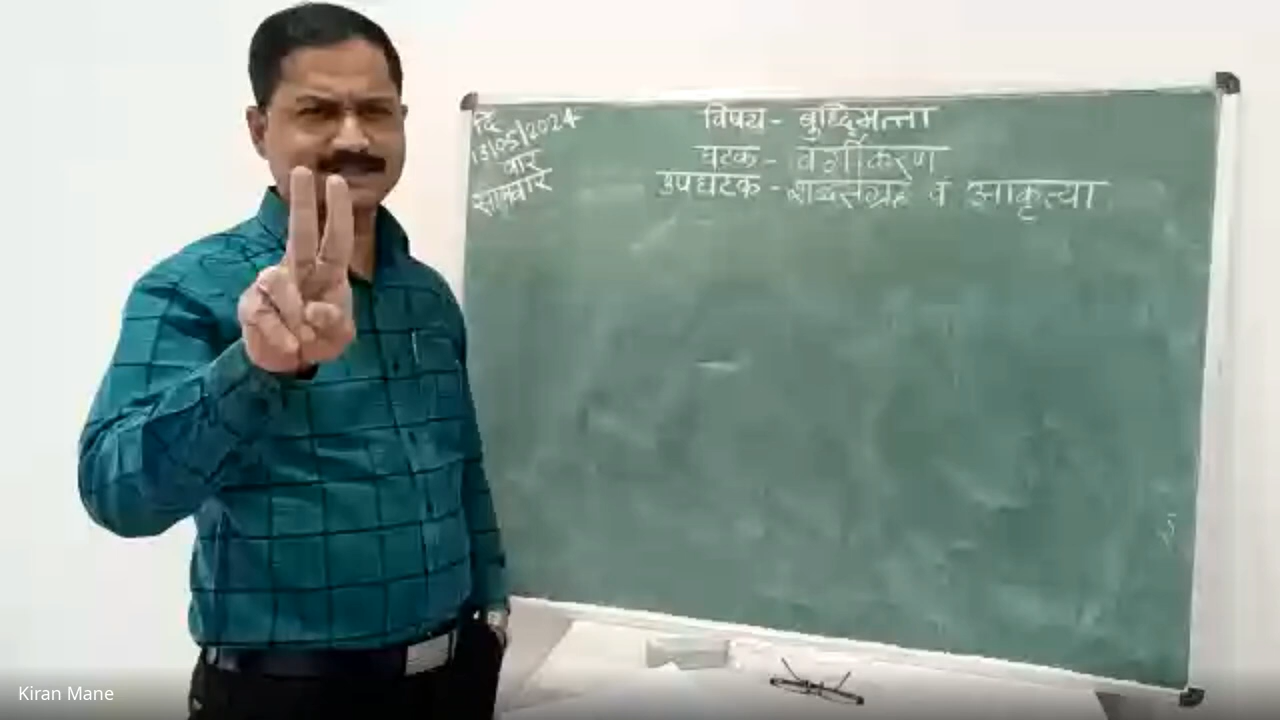 दि
13/05/2024
वार
सोमवार
विषय - बुद्धिमत्ता
घटक - वर्गीकरण
उपघटक - शब्दसंग्रह व आकृत्या
Kiran Mane